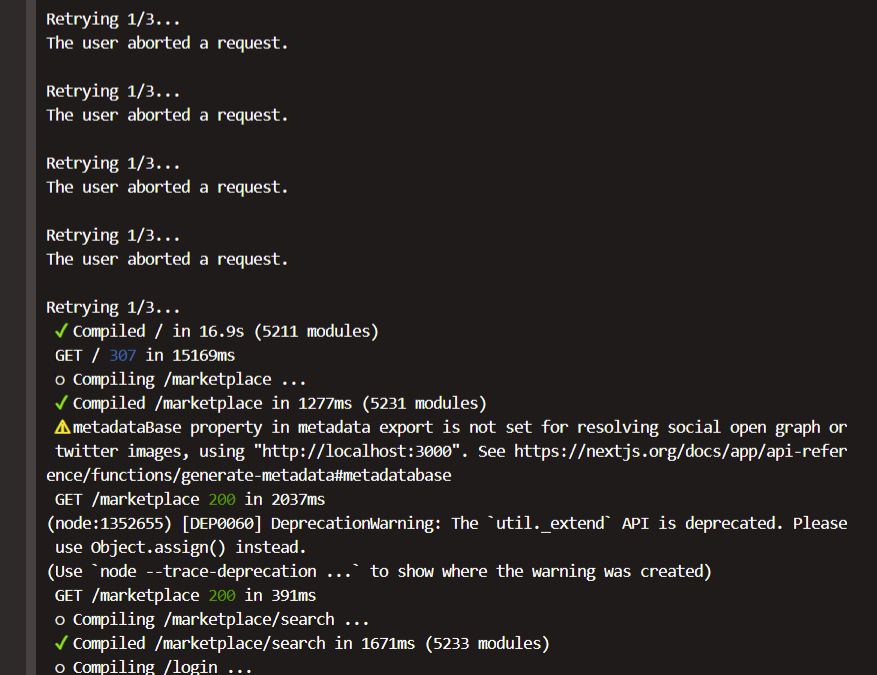 Retrying 1/3...
The user aborted a request.
Retrying 1/3...
The user aborted a request.
Retrying 1/3...
The user aborted a request.
Retrying 1/3...
The user aborted a request.
Retrying 1/3...
✓ Compiled / in 16.9s (5211 modules)
GET / 307 in 15169ms
○ Compiling /marketplace ...
✓ Compiled /marketplace in 1277ms (5231 modules)
⚠ metadataBase property in metadata export is not set for resolving social open graph or
twitter images, using "http://localhost:3000". See https://nextjs.org/docs/app/api-refer
ence/functions/generate-metadata#metadatabase
GET /marketplace 200 in 2037ms
(node:1352655) [DEP0060] DeprecationWarning: The `util._extend` API is deprecated. Please
use Object.assign() instead.
(Use `node --trace-deprecation ...` to show where the warning was created)
GET /marketplace 200 in 391ms
○ Compiling /marketplace/search ...
✓ Compiled /marketplace/search in 1671ms (5233 modules)
○ Compiling /login ...